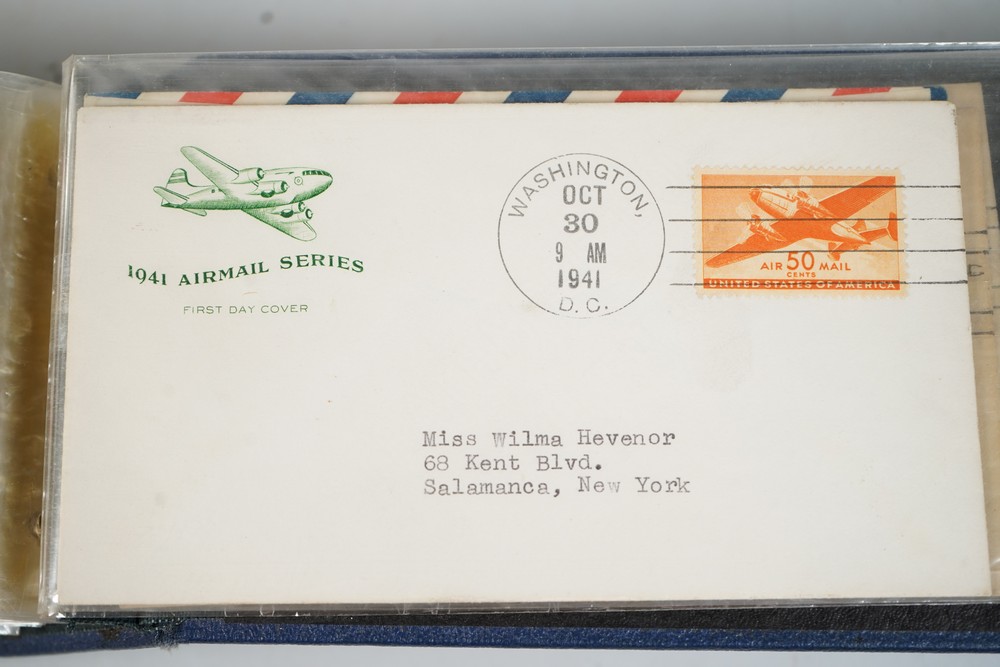 1941 AIRMAIL SERIES
FIRST DAY COVER
WASHINGTON,
OCT
30
9 AM
1941
D. C.
AIR 50 MAIL
CENTS
UNITED STATES OF AMERICA
Miss Wilma Hevenor
68 Kent Blvd.
Salamanca, New York